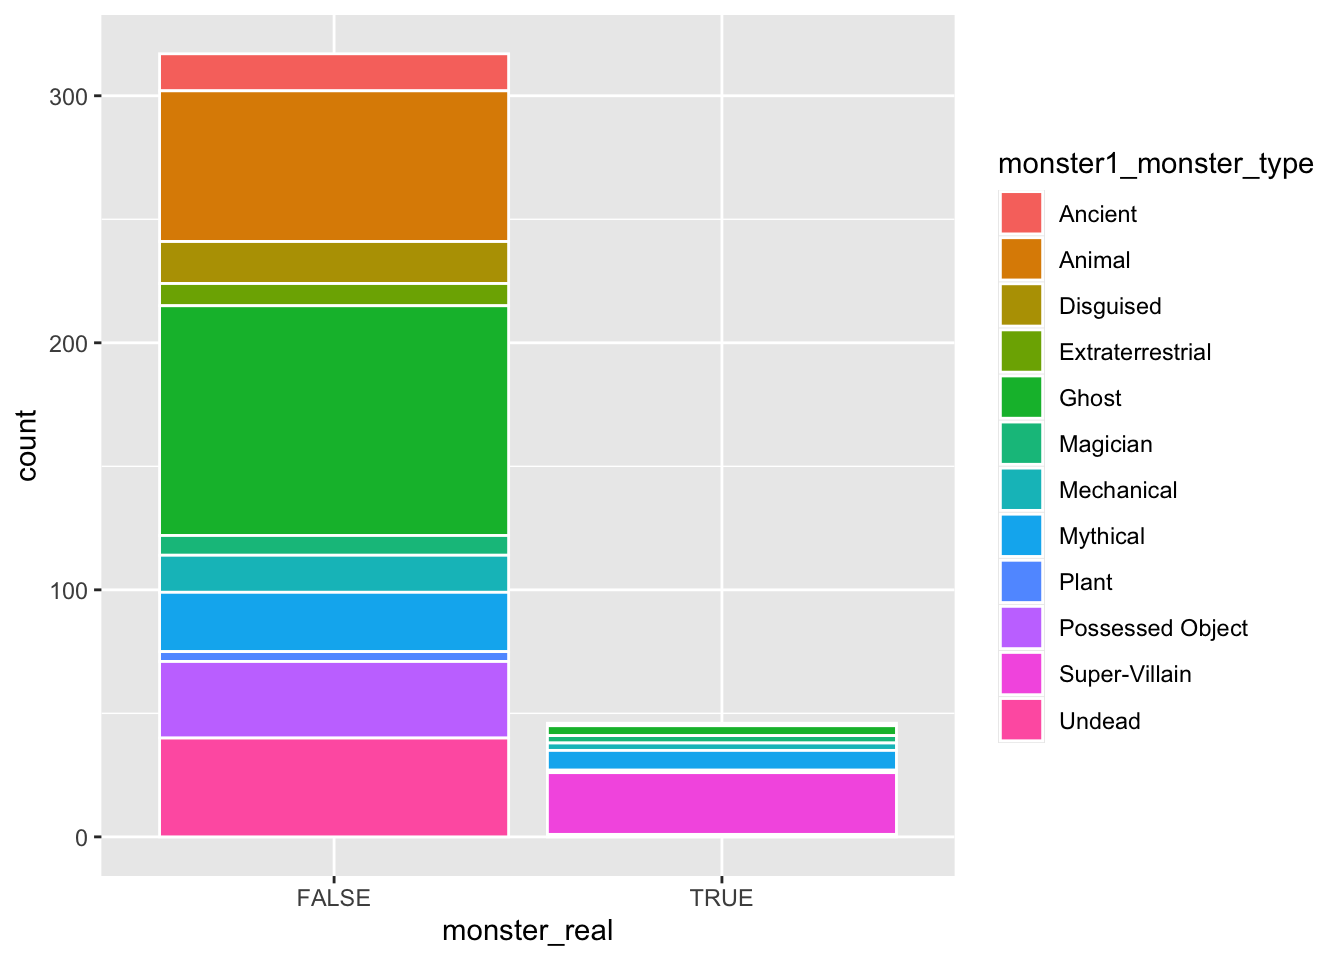 300
200
100
0
count
FALSE
TRUE
monster_real
monster1_monster_type
Ancient
Animal
Disguised
Extraterrestrial
Ghost
Magician
Mechanical
Mythical
Plant
Possessed Object
Super-Villain
Undead